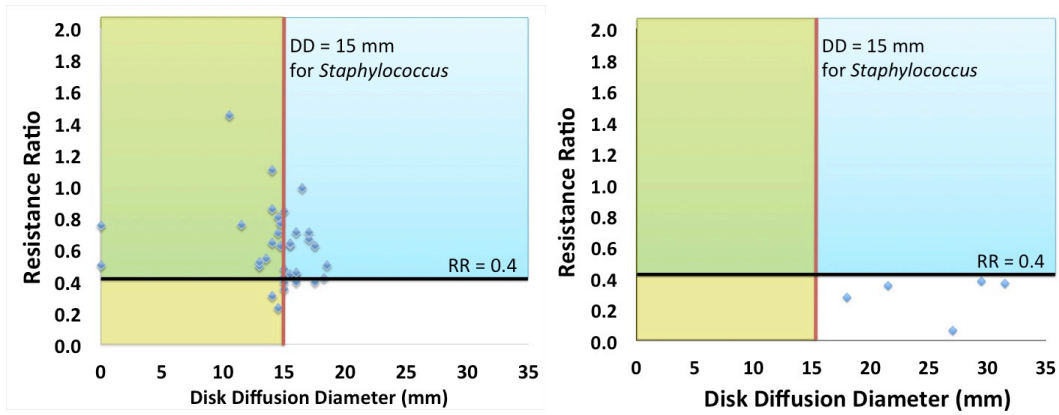 2.0
1.8
1.6
1.4
1.2
1.0
0.8
0.6
0.4
0.2
0.0
Resistance Ratio
DD = 15 mm
for Staphylococcus
RR = 0.4
0 5 10 15 20 25 30 35
Disk Diffusion Diameter (mm)
2.0
1.8
1.6
1.4
1.2
1.0
0.8
0.6
0.4
0.2
0.0
Resistance Ratio
DD = 15 mm
for Staphylococcus
RR = 0.4
0 5 10 15 20 25 30 35
Disk Diffusion Diameter (mm)